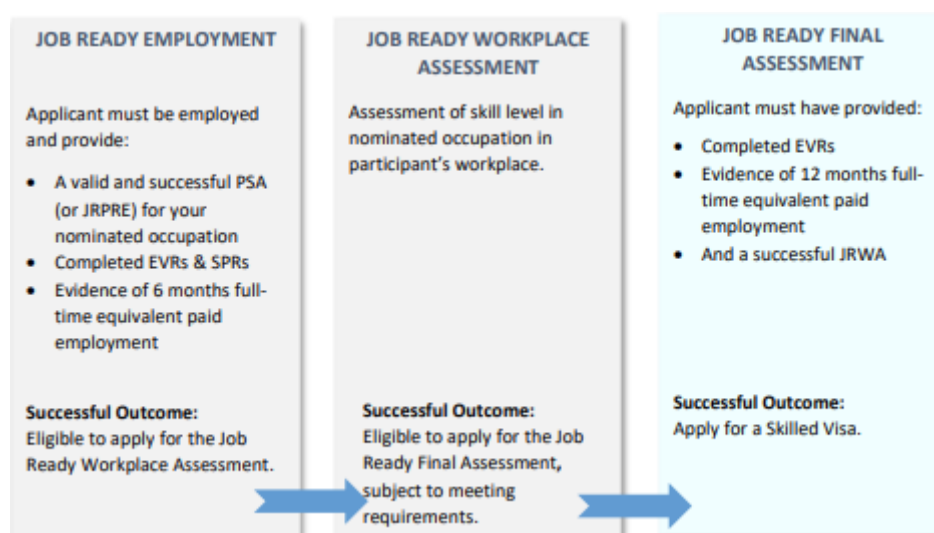 JOB READY EMPLOYMENT
Applicant must be employed
and provide:
• A valid and successful PSA
(or JRPRE) for your
nominated occupation
• Completed EVRs & SPRs
• Evidence of 6 months full-
time equivalent paid
employment
Successful Outcome:
Eligible to apply for the Job
Ready Workplace Assessment.
JOB READY WORKPLACE
ASSESSMENT
Assessment of skill level in
nominated occupation in
participant's workplace.
Successful Outcome:
Eligible to apply for the Job
Ready Final Assessment,
subject to meeting
requirements.
JOB READY FINAL
ASSESSMENT
Applicant must have provided:
• Completed EVRs
• Evidence of 12 months full-
time equivalent paid
employment
• And a successful JRWA
Successful Outcome:
Apply for a Skilled Visa.